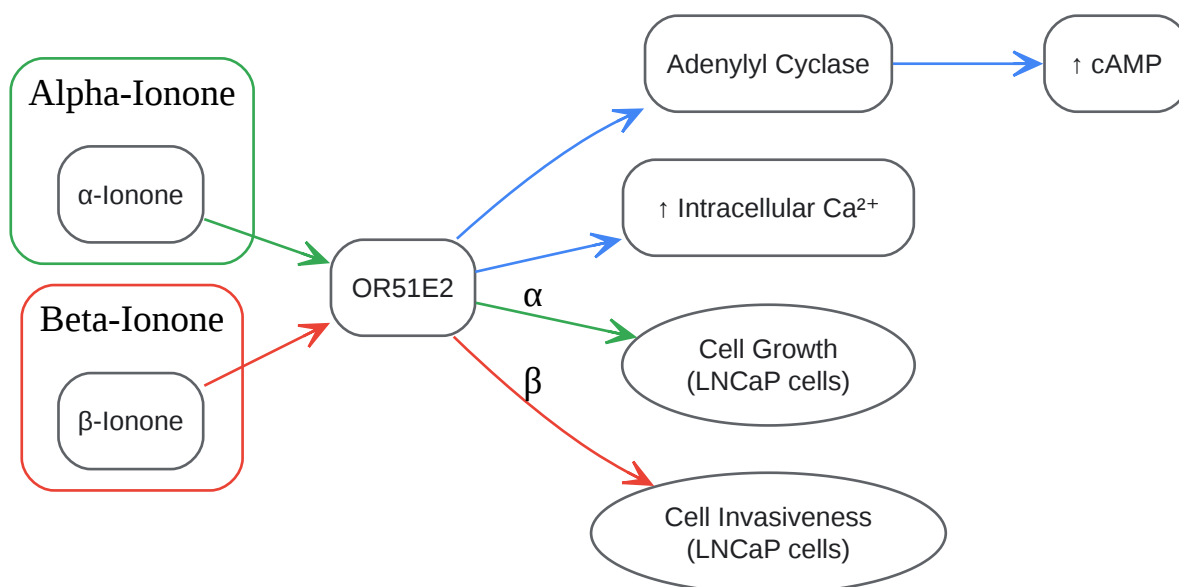 Alpha-Ionone
α-Ionone
Beta-Ionone
β-Ionone
OR51E2
Adenylyl Cyclase
↑ cAMP
↑ Intracellular Ca²⁺
α
Cell Growth
(LNCaP cells)
β
Cell Invasiveness
(LNCaP cells)